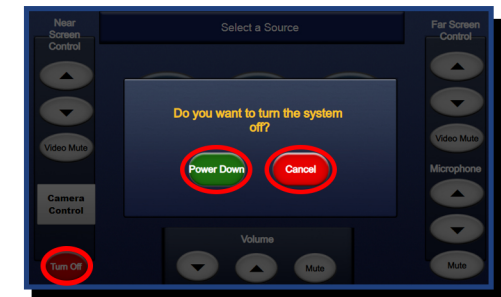 Near
Screen
Control
Select a Source
Far Screen
Control
Do you want to turn the system
off?
Power Down
Cancel
Video Mute
Video Mute
Microphone
Camera
Control
Volume
Turn Off
Mute
Mute